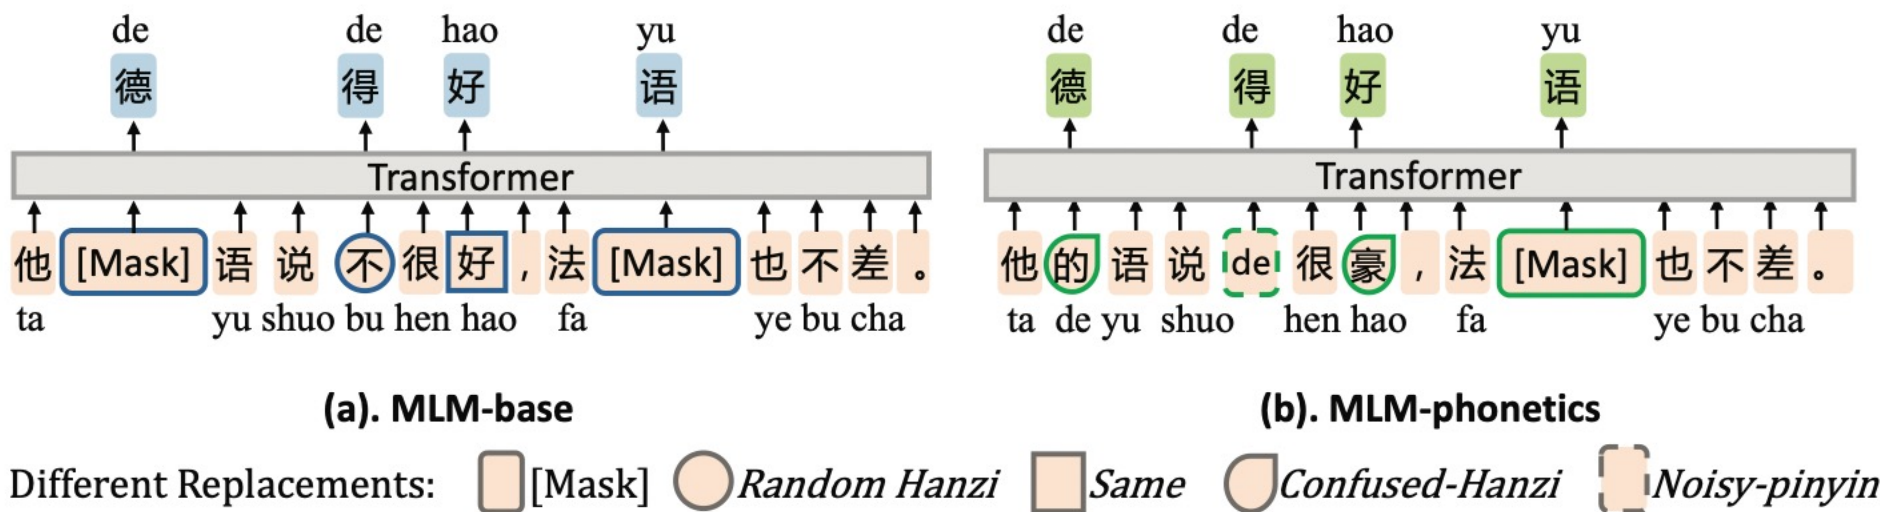 de de hao yu de de hao yu
德 得 好 语 德 得 好 语
Transformer Transformer
他 [Mask] 语 说 不 很 好 , 法 [Mask] 也 不 差 。 他 的 语 说 de 很 豪 , 法 [Mask] 也 不 差 。
ta yu shuo bu hen hao fa ye bu cha ta de yu shuo hen hao fa ye bu cha
(a). MLM-base (b). MLM-phonetics
Different Replacements: [Mask] Random Hanzi Same Confused-Hanzi Noisy-pinyin